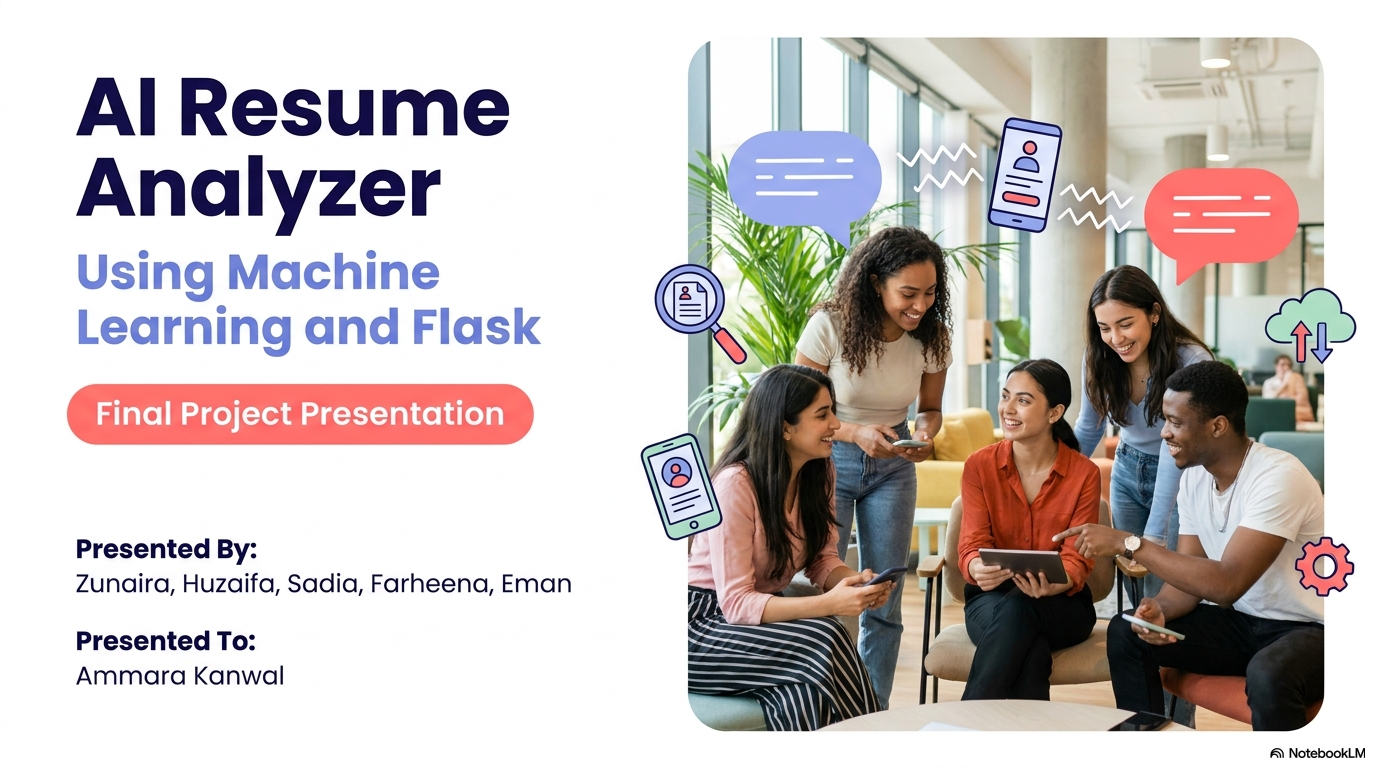 AI Resume
Analyzer
Using Machine
Learning and Flask
Final Project Presentation
Presented By:
Zunaira, Huzaifa, Sadia, Farheena, Eman
Presented To:
Ammara Kanwal
NotebookLM